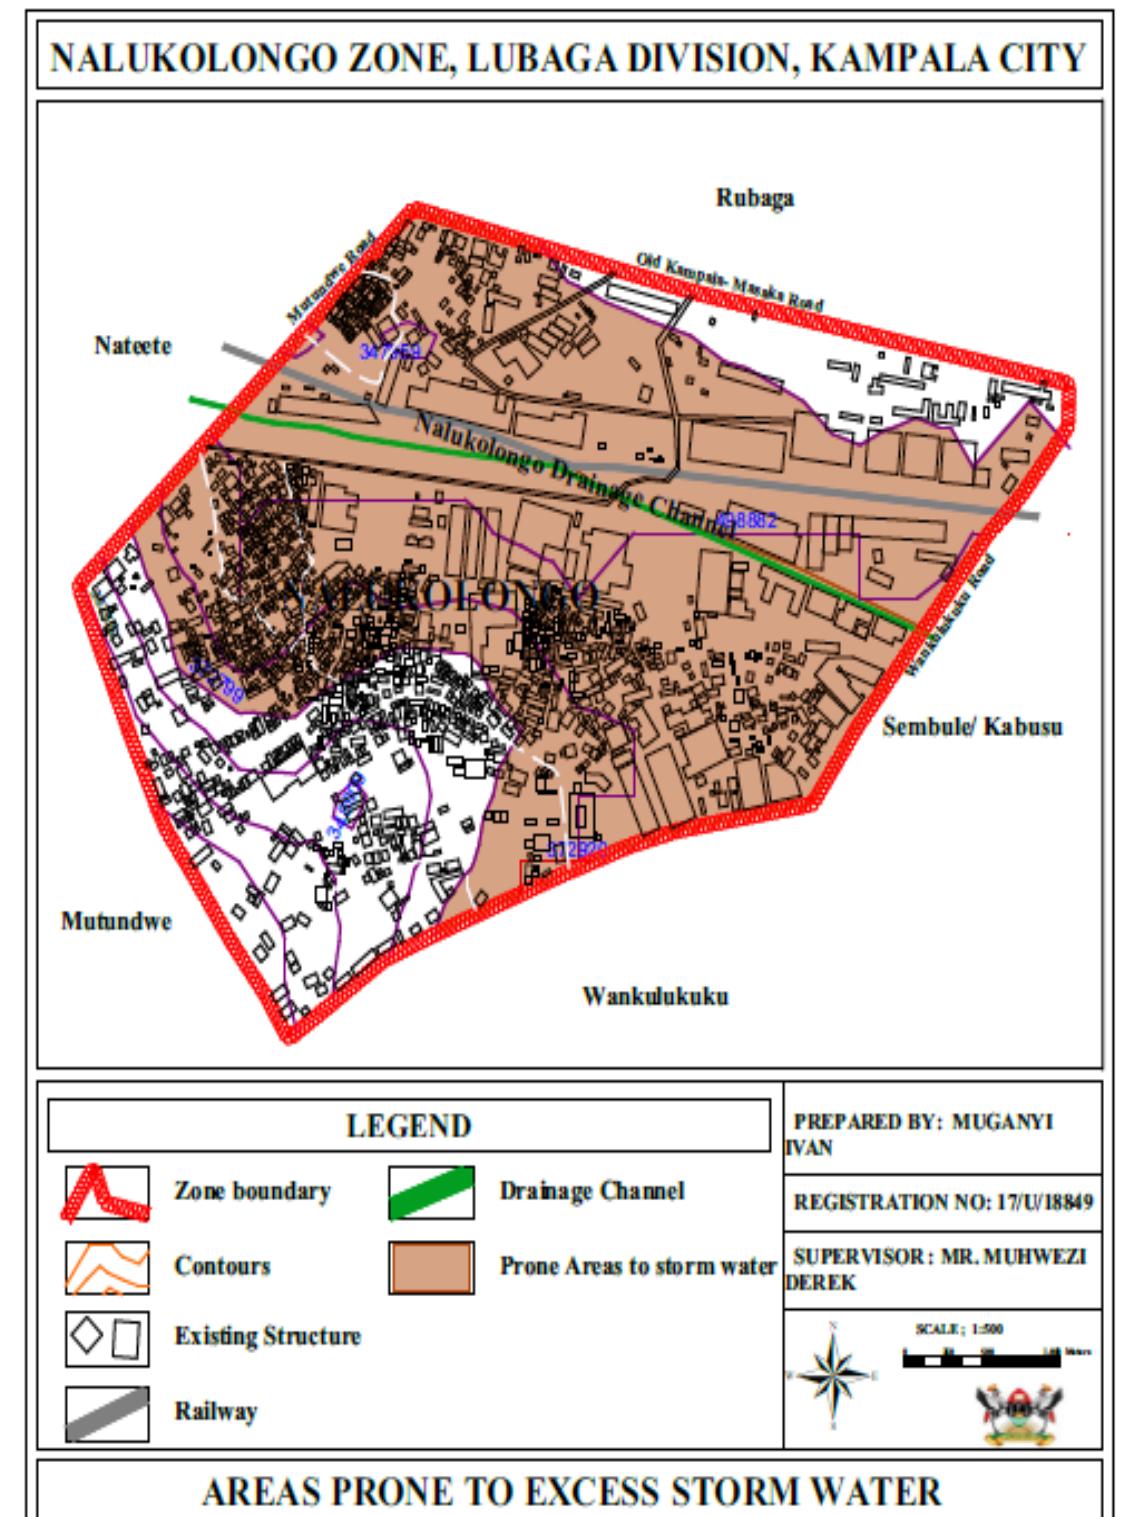 NALUKOLONGO ZONE, LUBAGA DIVISION, KAMPALA CITY
Rubaga
Mutundwe Road
Old Kampala- Masaka Road
Nateete
Nalukolongo Drainage Channel
498882
NALUKOLONGO
Wankulukuku Road
Sembule/ Kabusu
Mutundwe
Wankulukuku
LEGEND
Zone boundary
Drainage Channel
Contours
Prone Areas to storm water
Existing Structure
Railway
PREPARED BY: MUGANYI
IVAN
REGISTRATION NO: 17/U/18849
SUPERVISOR : MR. MUHWEZI
DEREK
N
W
E
S
SCALE ; 1:500
Meters
AREAS PRONE TO EXCESS STORM WATER